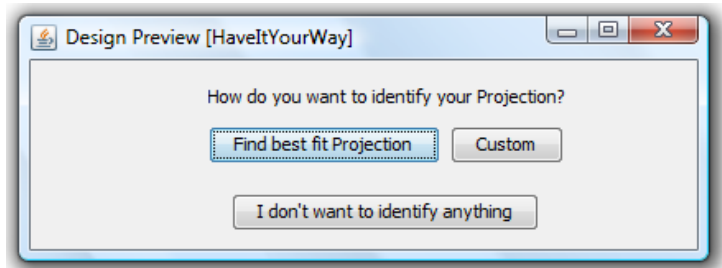 Design Preview [HaveItYourWay]
How do you want to identify your Projection?
Find best fit Projection Custom
I don't want to identify anything